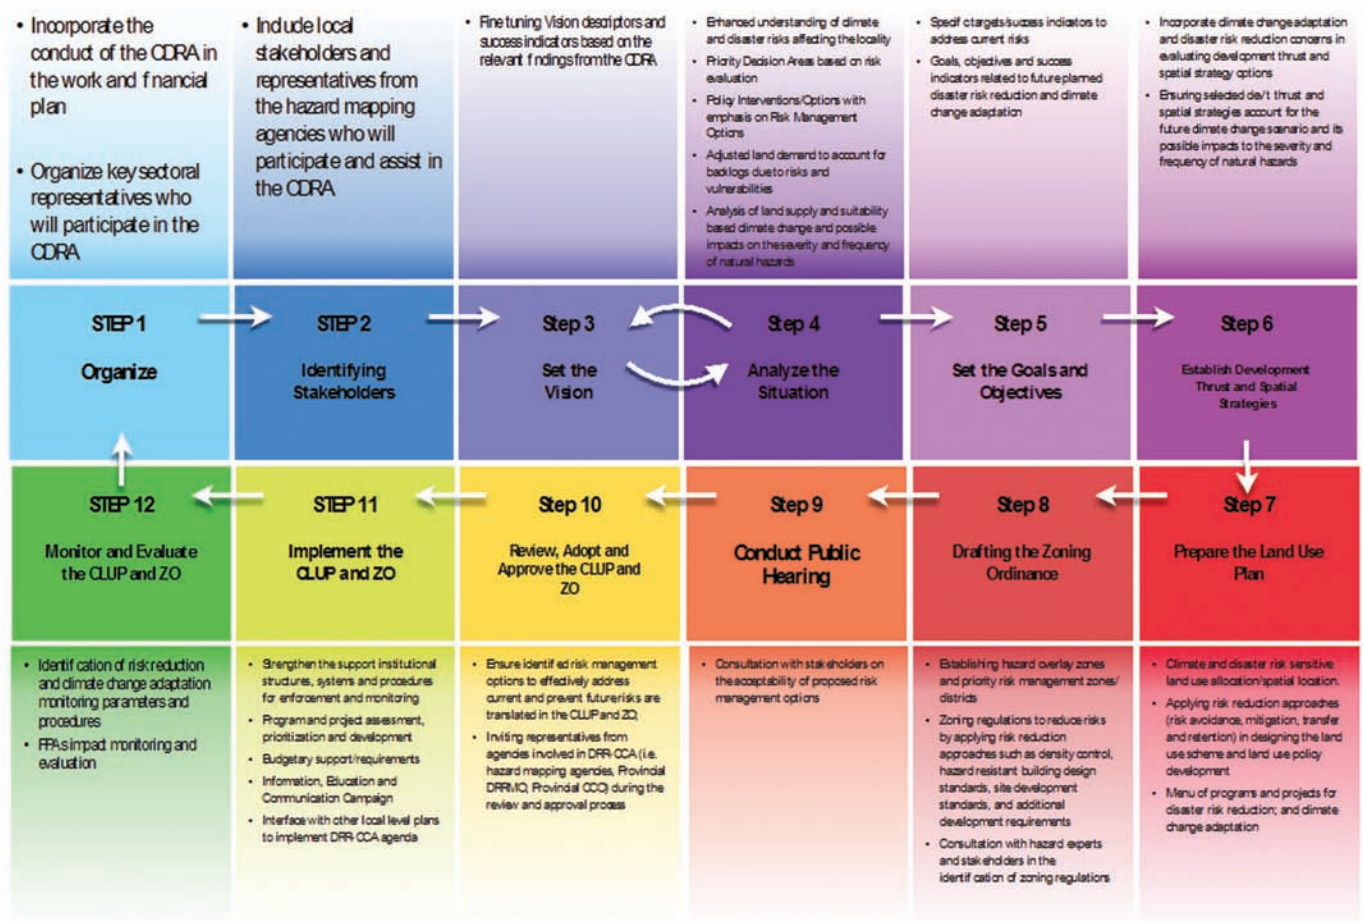 • Incorporate the
conduct of the CDRA in
the work and financial
plan
• Organize key sectoral
representatives who
will participate in the
CDRA
• Include local
stakeholders and
representatives from
the hazard mapping
agencies who will
participate and assist in
the CDRA
• Fine tuning Vision descriptors and
success indicators based on the
relevant findings from the CDRA
• Enhanced understanding of climate
and disaster risks affecting the locality
• Priority Decision Areas based on risk
evaluation
• Policy Interventions/Options with
emphasis on Risk Management
Options
• Adjusted land demand to account for
backlogs due to risks and
vulnerabilities
• Analysis of land supply and suitability
based climate change and possible
impacts on the severity and frequency
of natural hazards
• Specific targets/success indicators to
address current risks
• Goals, objectives and success
indicators related to future planned
disaster risk reduction and climate
change adaptation
• Incorporate climate change adaptation
and disaster risk reduction concerns in
evaluating development thrust and
spatial strategy options
• Ensuring selected dev't thrust and
spatial strategies account for the
future climate change scenario and its
possible impacts to the severity and
frequency of natural hazards
STEP 1
Organize
STEP 2
Identifying
Stakeholders
Step 3
Set the
Vision
Step 4
Analyze the
Situation
Step 5
Set the Goals and
Objectives
Step 6
Establish Development
Thrust and Spatial
Strategies
STEP 12
Monitor and Evaluate
the CLUP and ZO
STEP 11
Implement the
CLUP and ZO
Step 10
Review, Adopt and
Approve the CLUP and
ZO
Step 9
Conduct Public
Hearing
Step 8
Drafting the Zoning
Ordinance
Step 7
Prepare the Land Use
Plan
• Identification of risk reduction
and climate change adaptation
monitoring parameters and
procedures
• PPAs impact monitoring and
evaluation
• Strengthen the support institutional
structures, systems and procedures
for enforcement and monitoring
• Program and project assessment,
prioritization and development
• Budgetary support/requirements
• Information, Education and
Communication Campaign
• Interface with other local level plans
to implement DRR-CCA agenda
• Ensure identified risk management
options to effectively address
current and prevent future risks are
translated in the CLUP and ZO;
• Inviting representatives from
agencies involved in DRR-CCA (i.e.
hazard mapping agencies, Provincial
DRRMO, Provincial CCO) during the
review and approval process
• Consultation with stakeholders on
the acceptability of proposed risk
management options
• Establishing hazard overlay zones
and priority risk management zones/
districts
• Zoning regulations to reduce risks
by applying risk reduction
approaches such as density control,
hazard resistant building design
standards, site development
standards, and additional
development requirements
• Consultation with hazard experts
and stakeholders in the
identification of zoning regulations
• Climate and disaster risk sensitive
land use allocation/spatial location.
• Applying risk reduction approaches
(risk avoidance, mitigation, transfer
and retention) in designing the land
use scheme and land use policy
development
• Menu of programs and projects for
disaster risk reduction; and climate
change adaptation